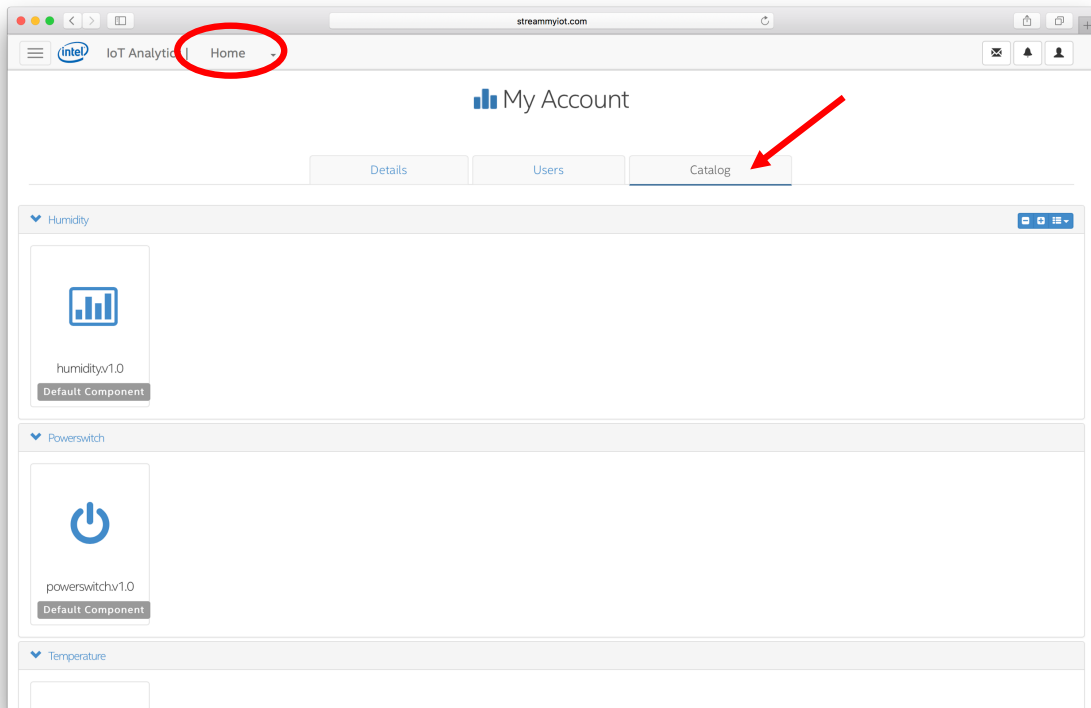 streammyiot.com
intel IoT Analytic | Home
My Account
Details Users Catalog
Humidity
humidity.v1.0
Default Component
Powerswitch
powerswitch.v1.0
Default Component
Temperature